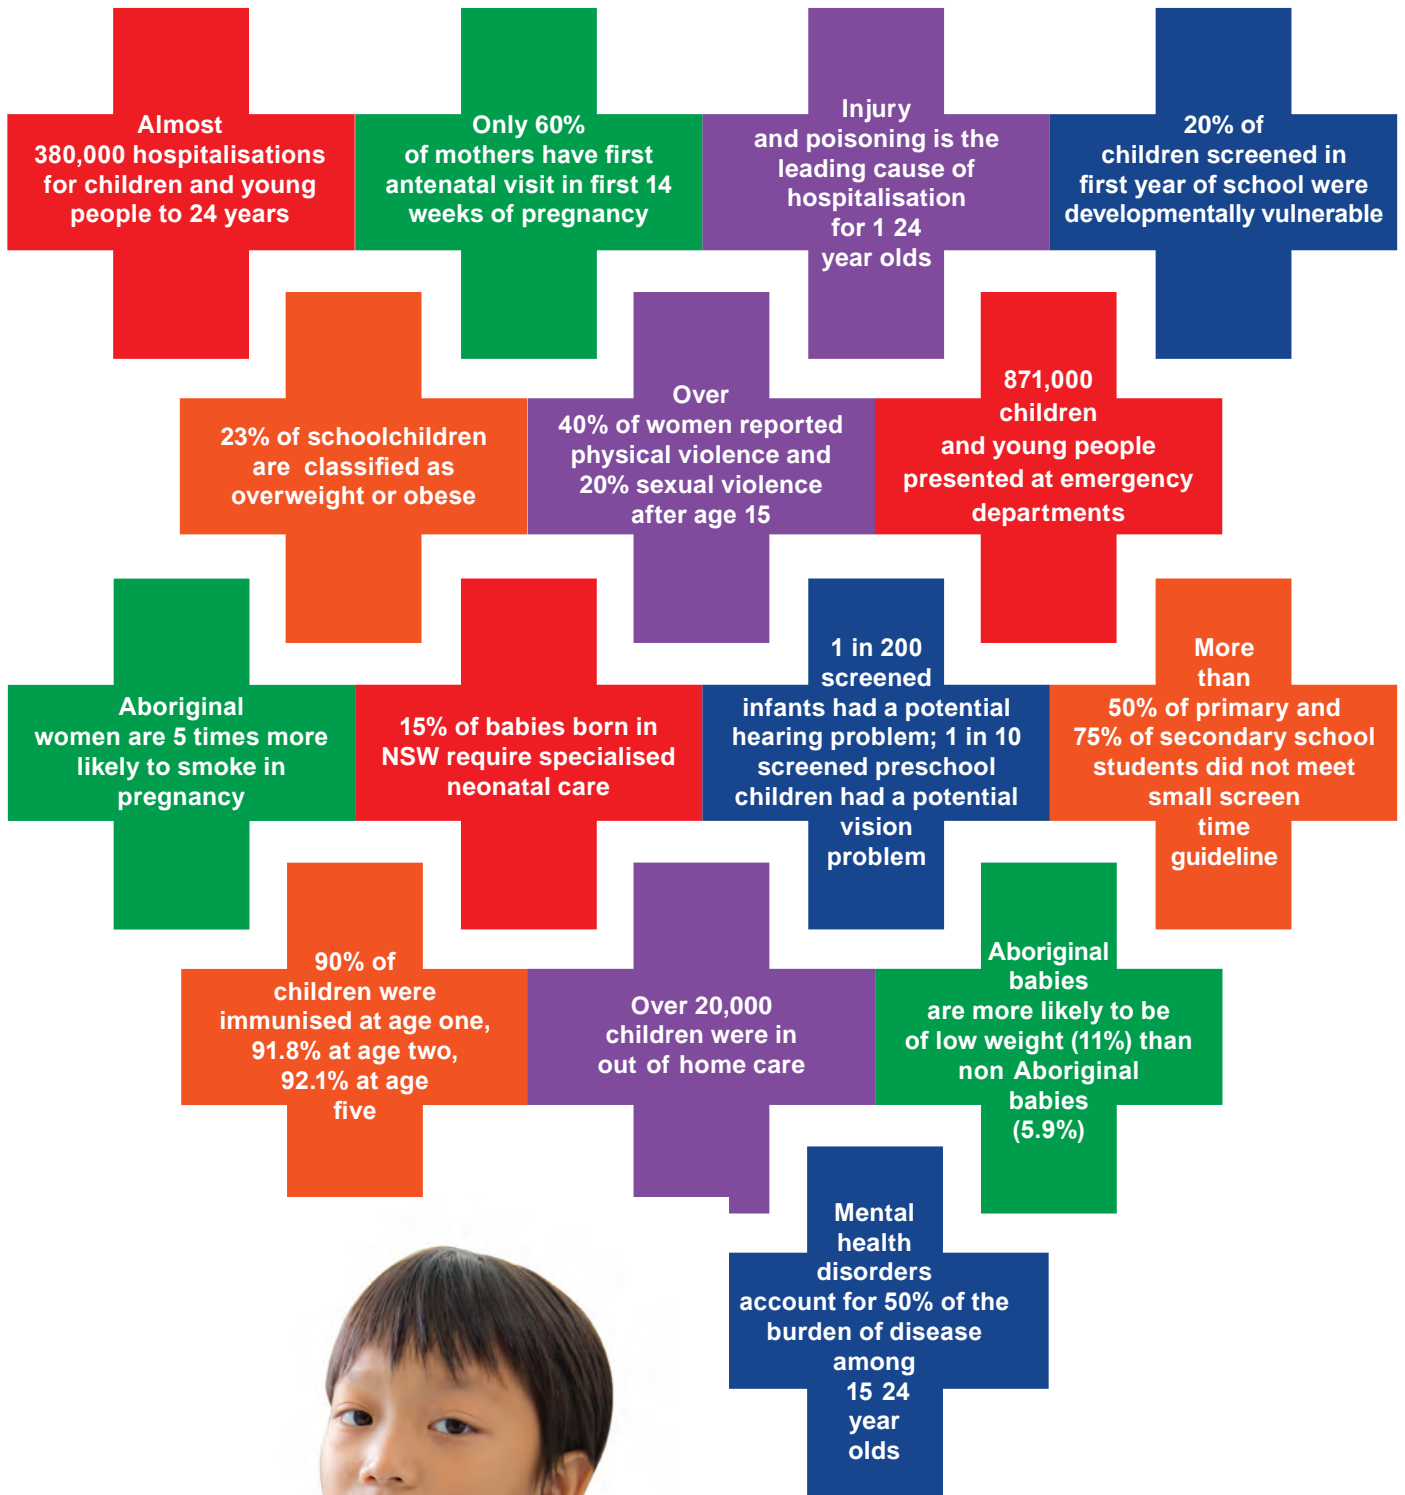 Almost
380,000 hospitalisations
for children and young
people to 24 years
Only 60%
of mothers have first
antenatal visit in first 14
weeks of pregnancy
Injury
and poisoning is the
leading cause of
hospitalisation
for 1 24
year olds
20% of
children screened in
first year of school were
developmentally vulnerable
23% of schoolchildren
are classified as
overweight or obese
Over
40% of women reported
physical violence and
20% sexual violence
after age 15
871,000
children
and young people
presented at emergency
departments
Aboriginal
women are 5 times more
likely to smoke in
pregnancy
15% of babies born in
NSW require specialised
neonatal care
1 in 200
screened
infants had a potential
hearing problem; 1 in 10
screened preschool
children had a potential
vision
problem
More
than
50% of primary and
75% of secondary school
students did not meet
small screen
time
guideline
90% of
children were
immunised at age one,
91.8% at age two,
92.1% at age
five
Over 20,000
children were in
out of home care
Aboriginal
babies
are more likely to be
of low weight (11%) than
non Aboriginal
babies
(5.9%)
Mental
health
disorders
account for 50% of the
burden of disease
among
15 24
year
olds